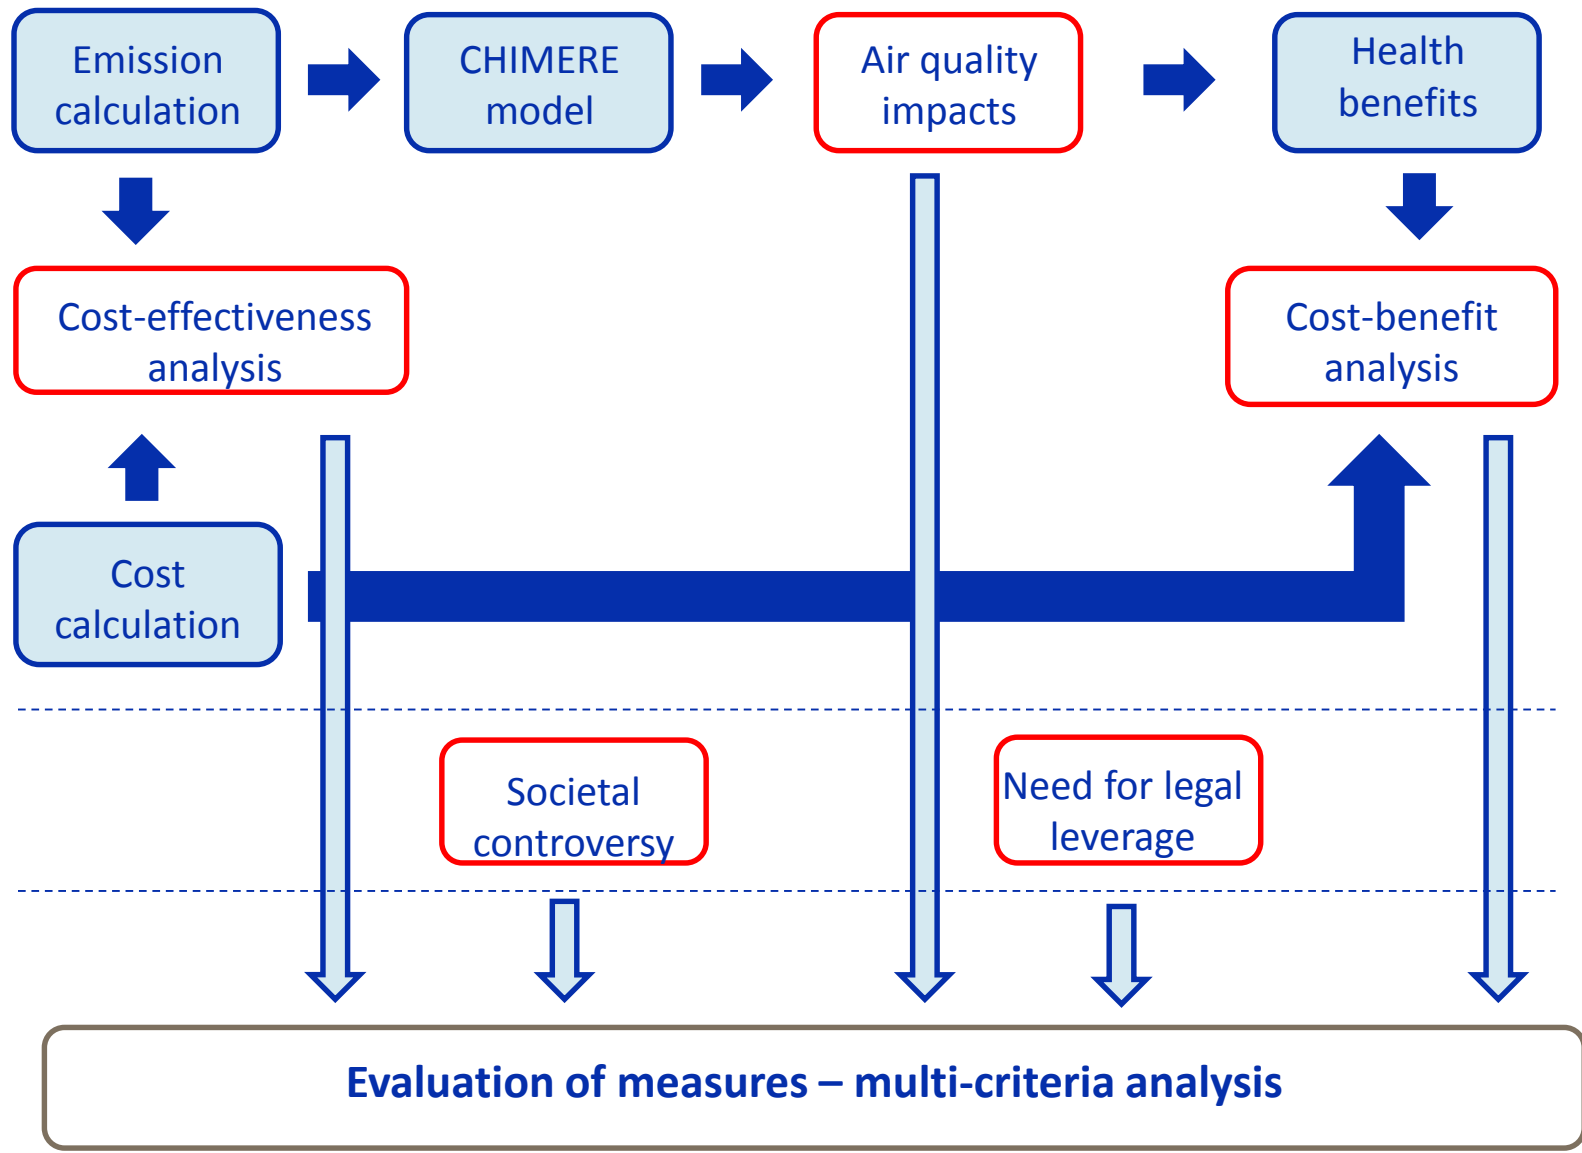 Emission
calculation
CHIMERE
model
Air quality
impacts
Health
benefits
Cost-effectiveness
analysis
Cost-benefit
analysis
Cost
calculation
Societal
controversy
Need for legal
leverage
Evaluation of measures – multi-criteria analysis